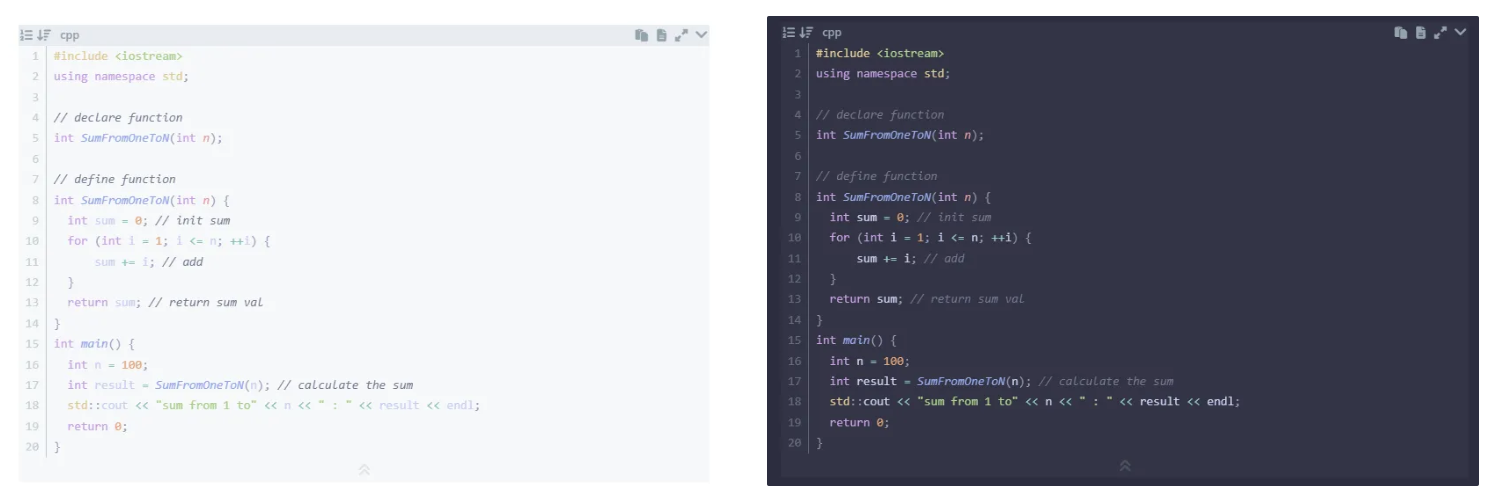 cpp
1 #include <iostream>
2 using namespace std;
3
4 // declare function
5 int SumFromOneToN(int n);
6
7 // define function
8 int SumFromOneToN(int n) {
9   int sum = 0; // init sum
10   for (int i = 1; i <= n; ++i) {
11       sum += i; // add
12   }
13   return sum; // return sum val
14 }
15 int main() {
16   int n = 100;
17   int result = SumFromOneToN(n); // calculate the sum
18   std::cout << "sum from 1 to" << n << " : " << result << endl;
19   return 0;
20 }
cpp
1 #include <iostream>
2 using namespace std;
3
4 // declare function
5 int SumFromOneToN(int n);
6
7 // define function
8 int SumFromOneToN(int n) {
9   int sum = 0; // init sum
10   for (int i = 1; i <= n; ++i) {
11       sum += i; // add
12   }
13   return sum; // return sum val
14 }
15 int main() {
16   int n = 100;
17   int result = SumFromOneToN(n); // calculate the sum
18   std::cout << "sum from 1 to" << n << " : " << result << endl;
19   return 0;
20 }